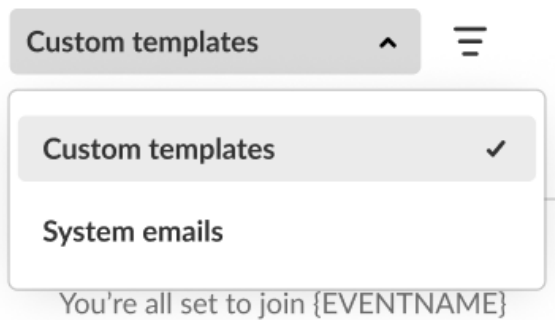 Custom templates
Custom templates
System emails
You’re all set to join {EVENTNAME}